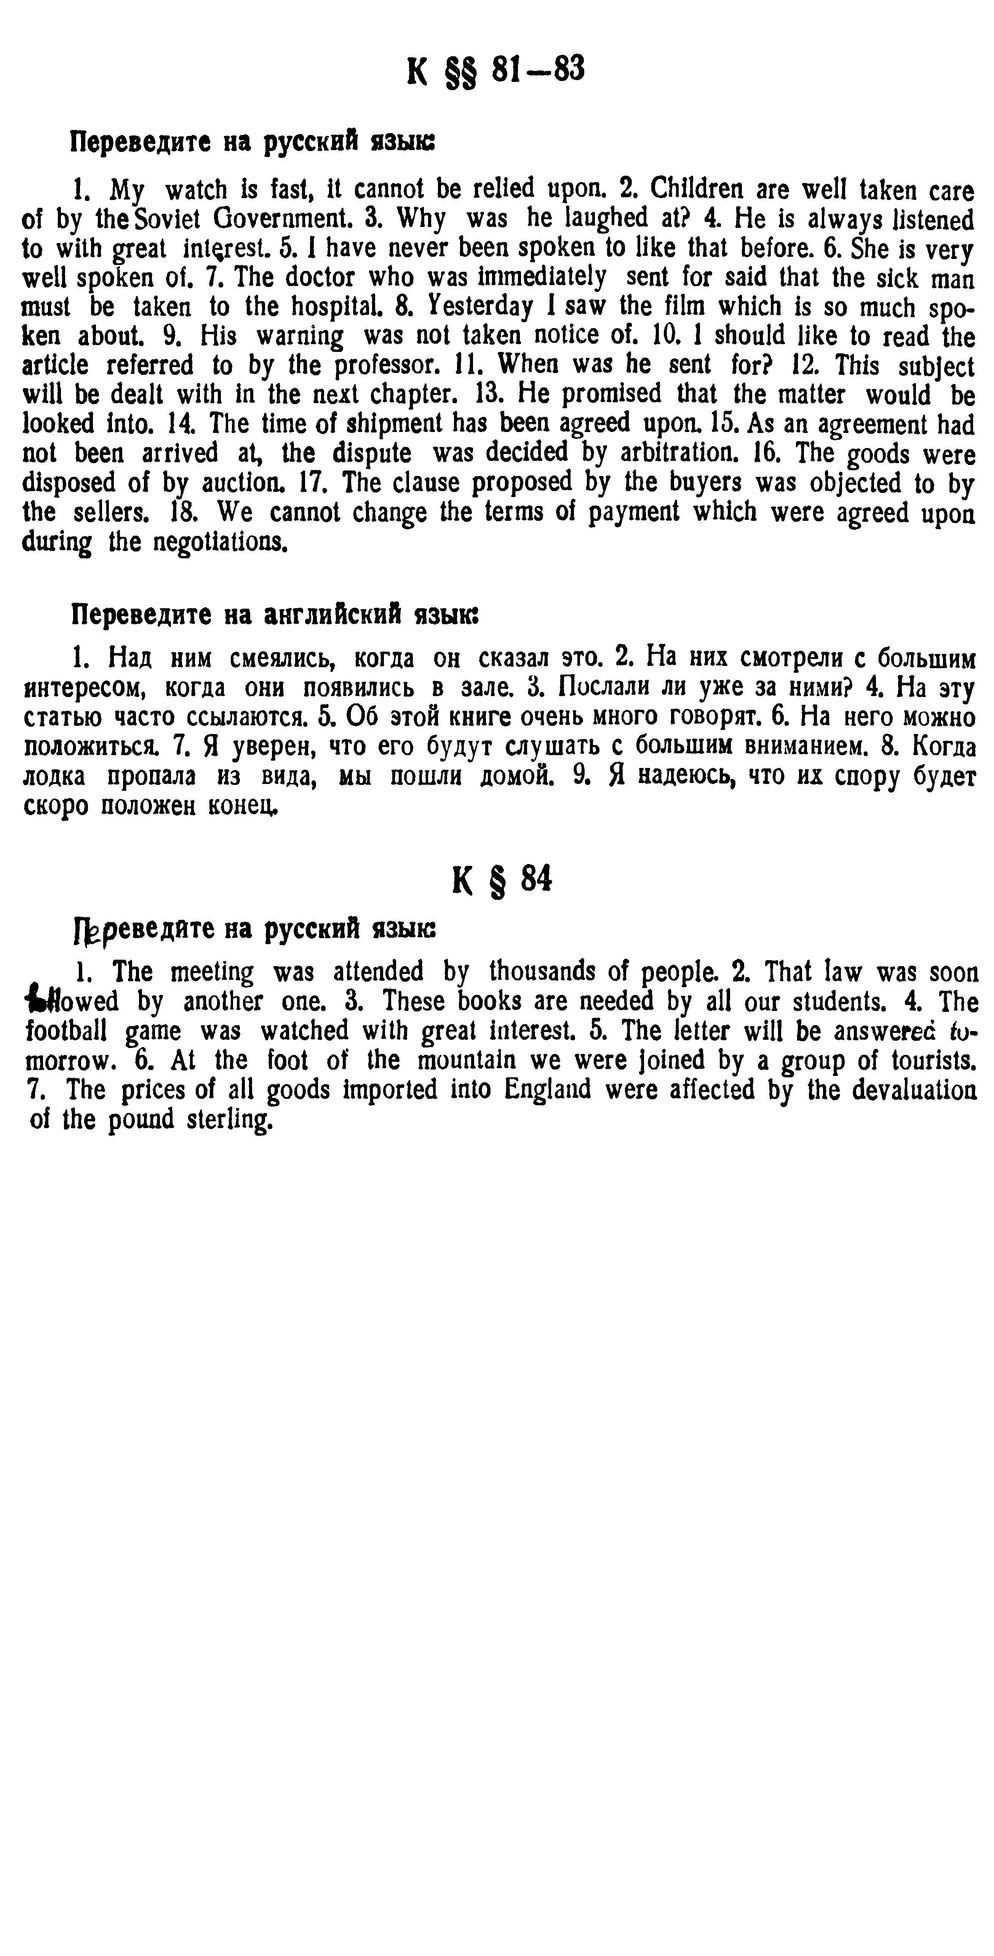 К §§ 81—83
Переведите на русский язык:
1. My watch is fast, it cannot be relied upon. 2. Children are well taken care
of by the Soviet Government. 3. Why was he laughed at? 4. He is always listened
to with great interest. 5. I have never been spoken to like that before. 6. She is very
well spoken of. 7. The doctor who was immediately sent for said that the sick man
must be taken to the hospital. 8. Yesterday I saw the film which is so much spo-
ken about. 9. His warning was not taken notice of. 10. I should like to read the
article referred to by the professor. 11. When was he sent for? 12. This subject
will be dealt with in the next chapter. 13. He promised that the matter would be
looked into. 14. The time of shipment has been agreed upon. 15. As an agreement had
not been arrived at, the dispute was decided by arbitration. 16. The goods were
disposed of by auction. 17. The clause proposed by the buyers was objected to by
the sellers. 18. We cannot change the terms of payment which were agreed upon
during the negotiations.
Переведите на английский язык:
1. Над ним смеялись, когда он сказал это. 2. На них смотрели с большим
интересом, когда они появились в зале. 3. Послали ли уже за ними? 4. На эту
статью часто ссылаются. 5. Об этой книге очень много говорят. 6. На него можно
положиться. 7. Я уверен, что его будут слушать с большим вниманием. 8. Когда
лодка пропала из вида, мы пошли домой. 9. Я надеюсь, что их спору будет
скоро положен конец.
К § 84
Переведите на русский язык:
1. The meeting was attended by thousands of people. 2. That law was soon
followed by another one. 3. These books are needed by all our students. 4. The
football game was watched with great interest. 5. The letter will be answered to-
morrow. 6. At the foot of the mountain we were joined by a group of tourists.
7. The prices of all goods imported into England were affected by the devaluation
of the pound sterling.